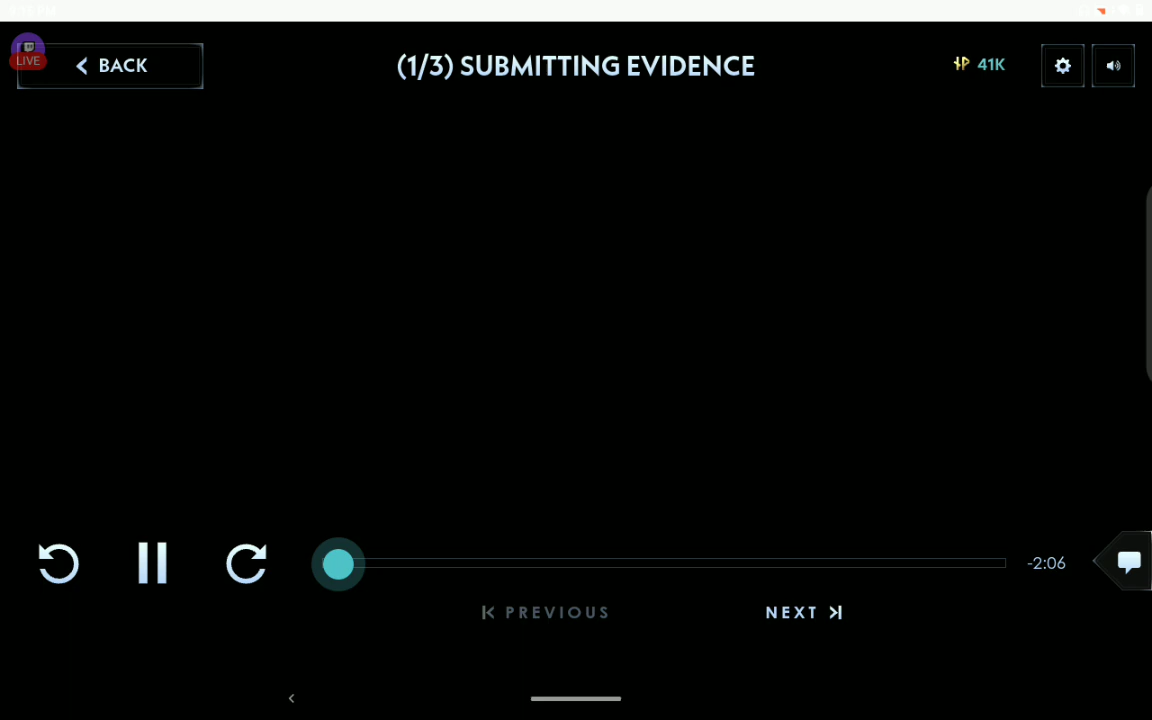 LIVE
BACK
(1/3) SUBMITTING EVIDENCE
41K
-2:06
PREVIOUS
NEXT